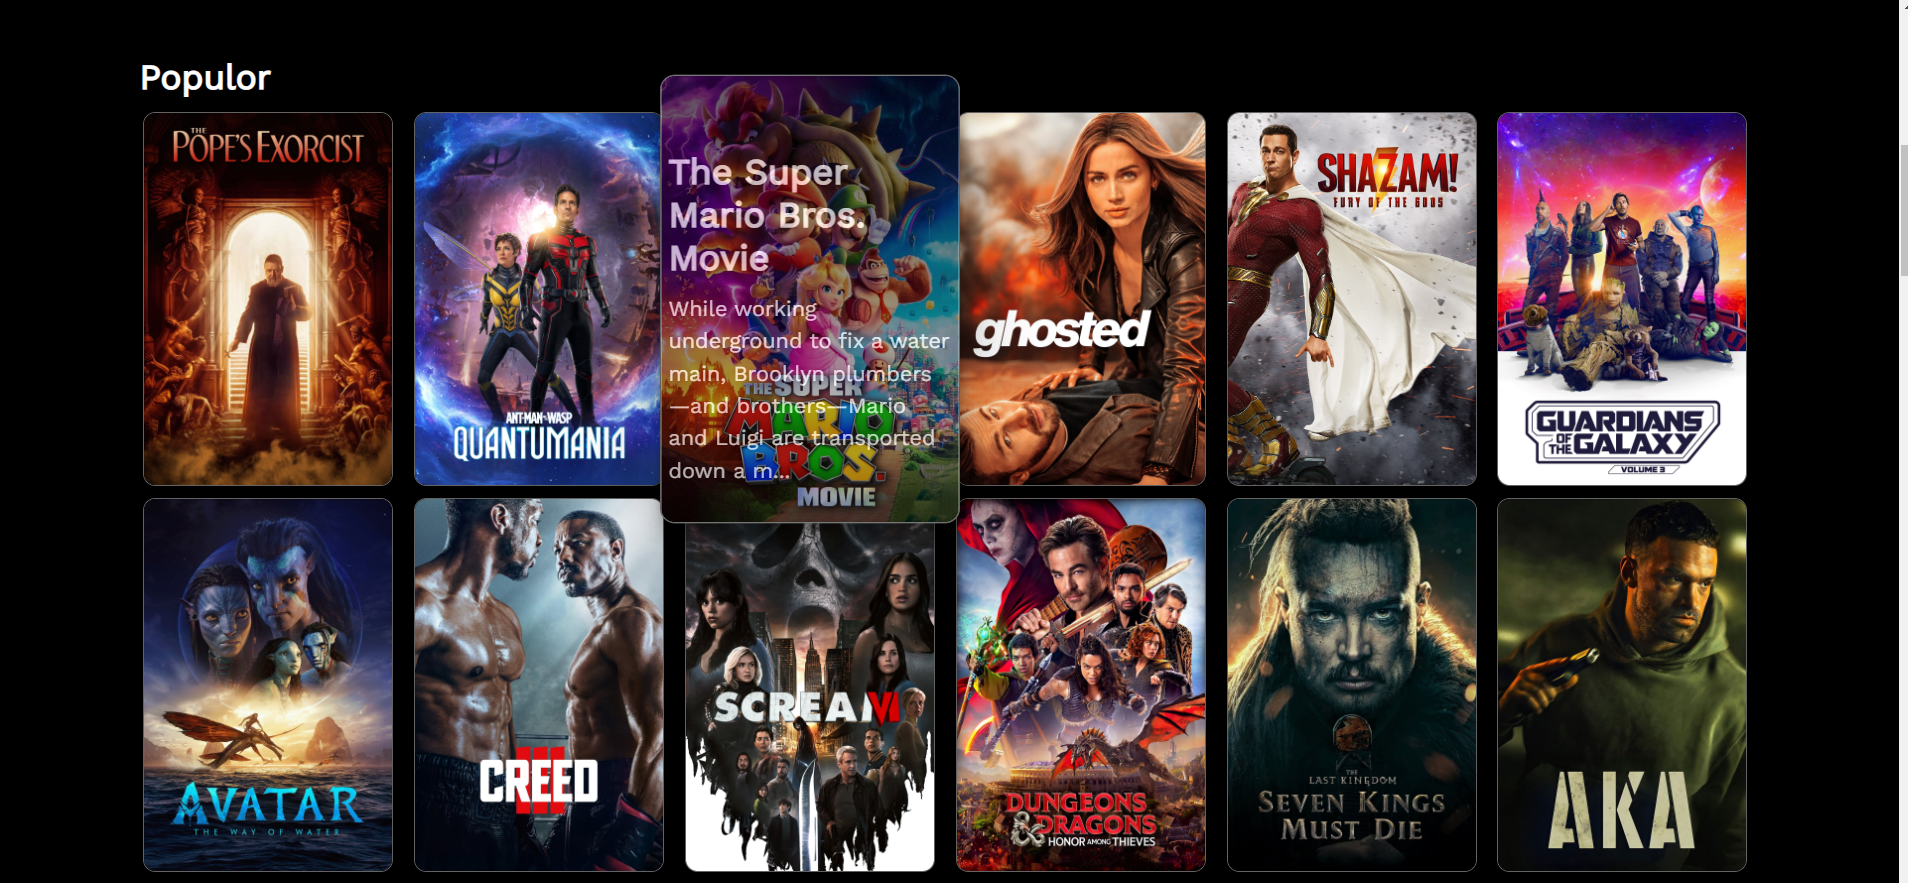 Populor
THE
POPE'S EXORCIST
ANT-MAN AND THE WASP
QUANTUMANIA
The Super
Mario Bros.
Movie
While working
underground to fix a water
main, Brooklyn plumbers
—and brothers—Mario
and Luigi are transported
down a m...
THE SUPER
MARIO
BROS.
MOVIE
ghosted
SHAZAM!
FURY OF THE GODS
GUARDIANS
OF THE GALAXY
VOLUME 3
AVATAR
THE WAY OF WATER
CREED
III
SCREAM VI
DUNGEONS
& DRAGONS
HONOR AMONG THIEVES
THE
LAST KINGDOM
SEVEN KINGS
MUST DIE
AKA